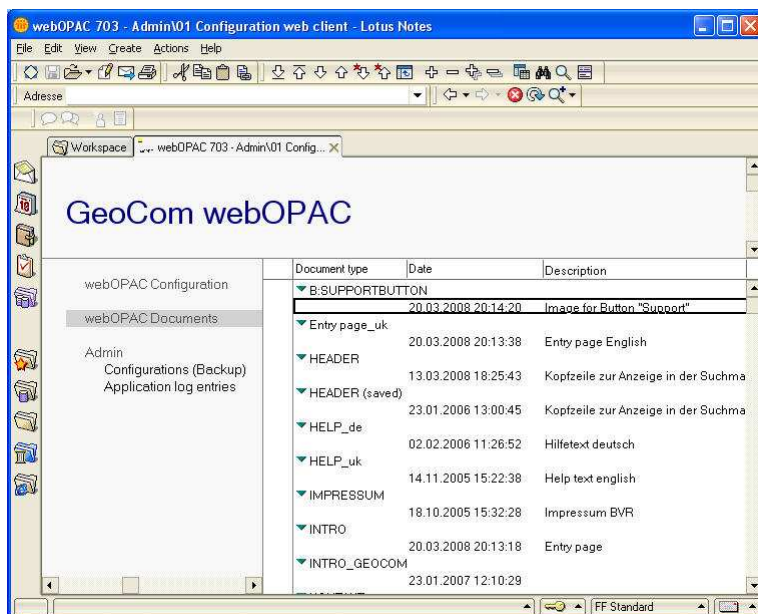 webOPAC 703 - Admin\01 Configuration web client - Lotus Notes
File Edit View Create Actions Help
Adresse
Workspace webOPAC 703 - Admin\01 Config...
GeoCom webOPAC
webOPAC Configuration
webOPAC Documents
Admin
Configurations (Backup)
Application log entries
Document type Date Description
B:SUPPORTBUTTON
20.03.2008 20:14:20 Image for Button "Support"
Entry page_uk
20.03.2008 20:13:38 Entry page English
HEADER
13.03.2008 18:25:43 Kopfzeile zur Anzeige in der Suchma
HEADER (saved)
23.01.2006 13:00:45 Kopfzeile zur Anzeige in der Suchma
HELP_de
02.02.2006 11:26:52 Hilfetext deutsch
HELP_uk
14.11.2005 15:22:38 Help text english
IMPRESSUM
18.10.2005 15:32:28 Impressum BVR
INTRO
20.03.2008 20:13:18 Entry page
INTRO_GEOCOM
23.01.2007 12:10:29
FF Standard